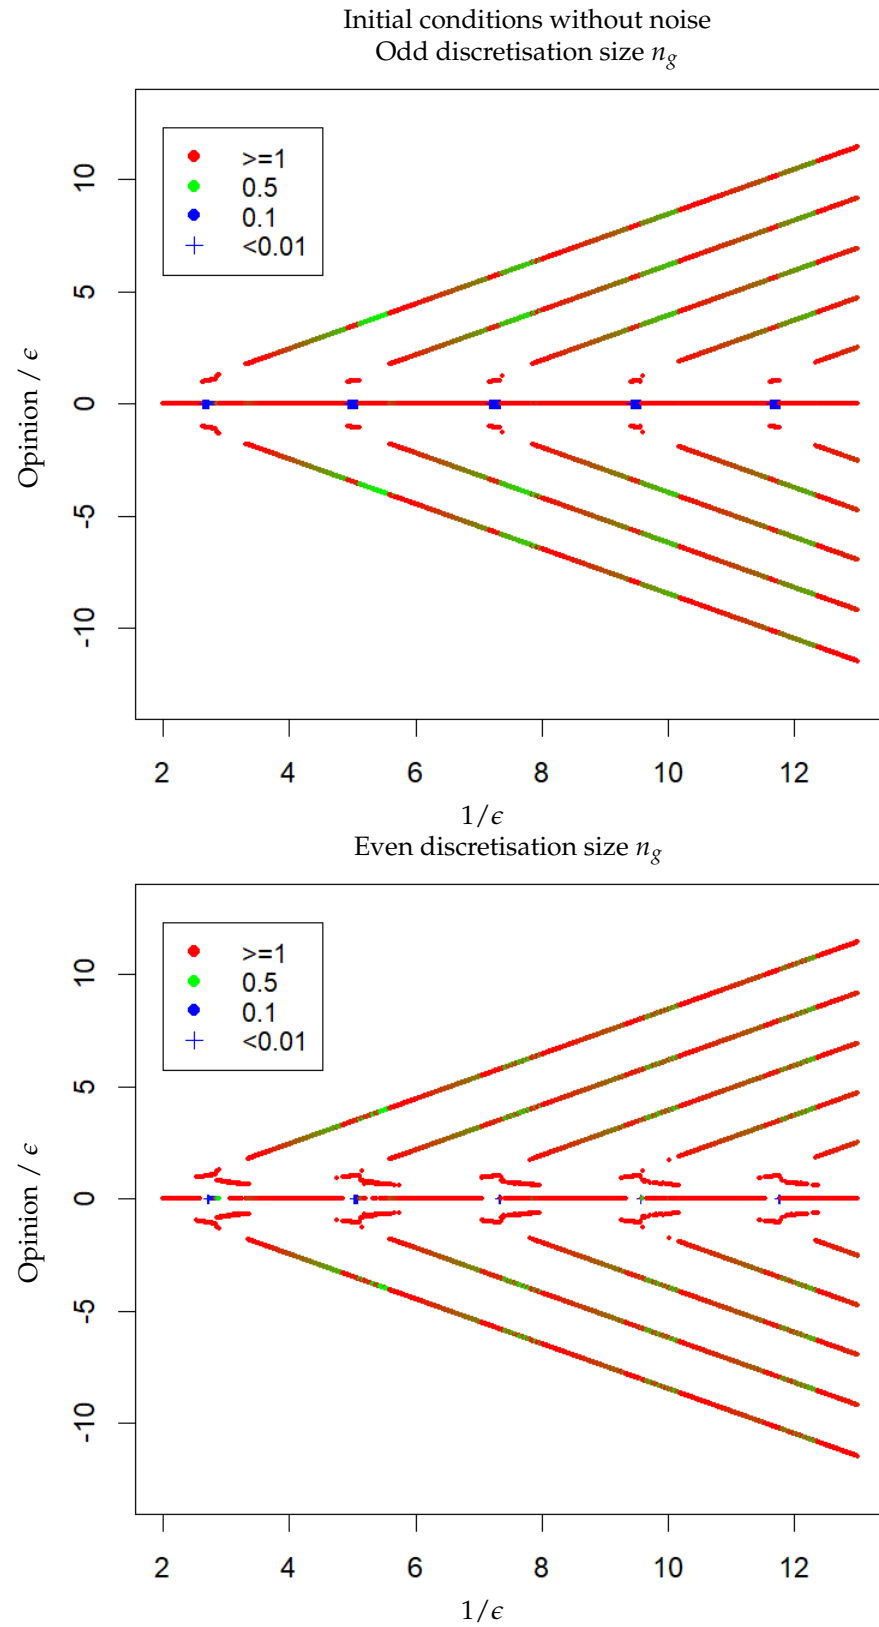 Initial conditions without noise
Odd discretisation size n_g
>=1
0.5
0.1
<0.01
10
5
0
-5
-10
Opinion / ϵ
2 4 6 8 10 12
1/ϵ
Even discretisation size n_g
>=1
0.5
0.1
<0.01
10
5
0
-5
-10
Opinion / ϵ
2 4 6 8 10 12
1/ϵ